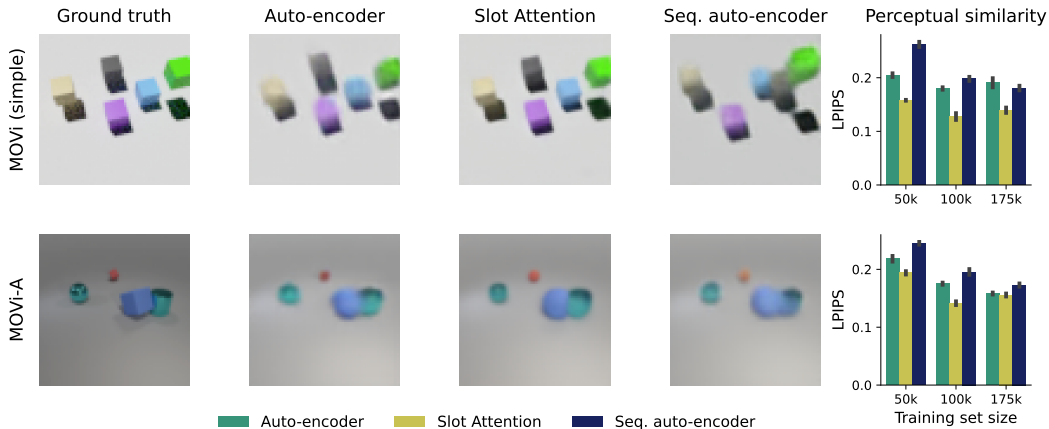 Ground truth
Auto-encoder
Slot Attention
Seq. auto-encoder
Perceptual similarity
MOVi (simple)
LPIPS
0.2
0.1
0.0
50k
100k
175k
MOVi-A
LPIPS
0.2
0.1
0.0
50k
100k
175k
Training set size
Auto-encoder
Slot Attention
Seq. auto-encoder